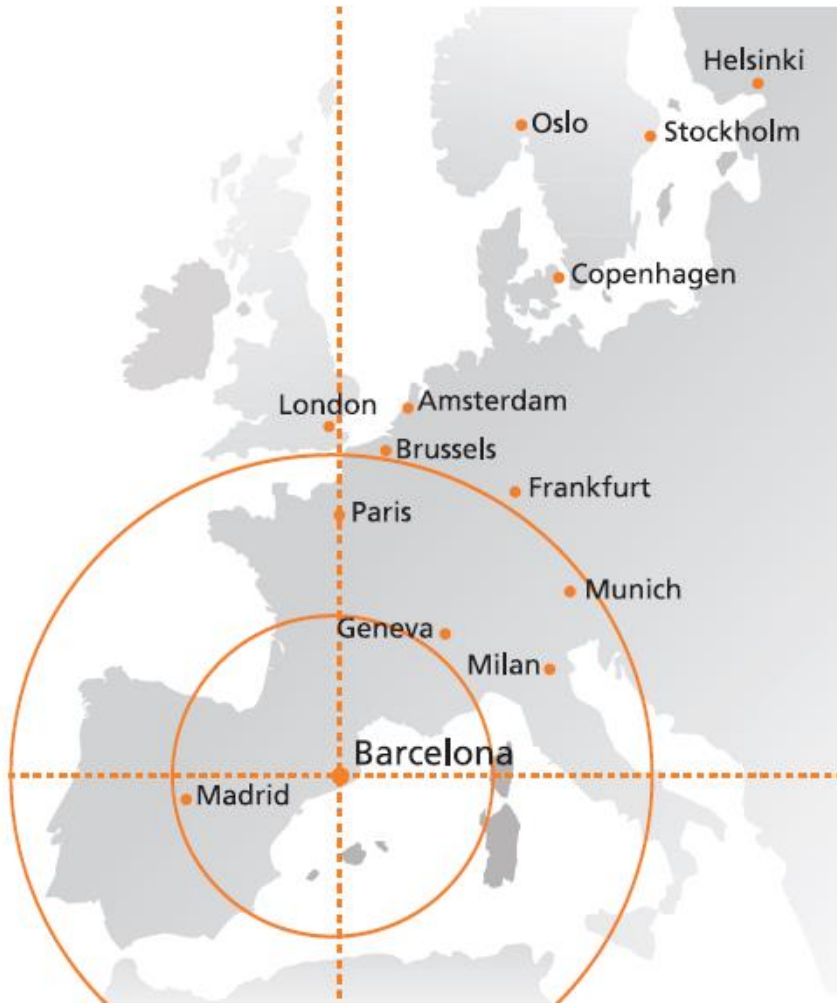 Helsinki
Oslo
Stockholm
Copenhagen
London
Amsterdam
Brussels
Frankfurt
Paris
Munich
Geneva
Milan
Barcelona
Madrid